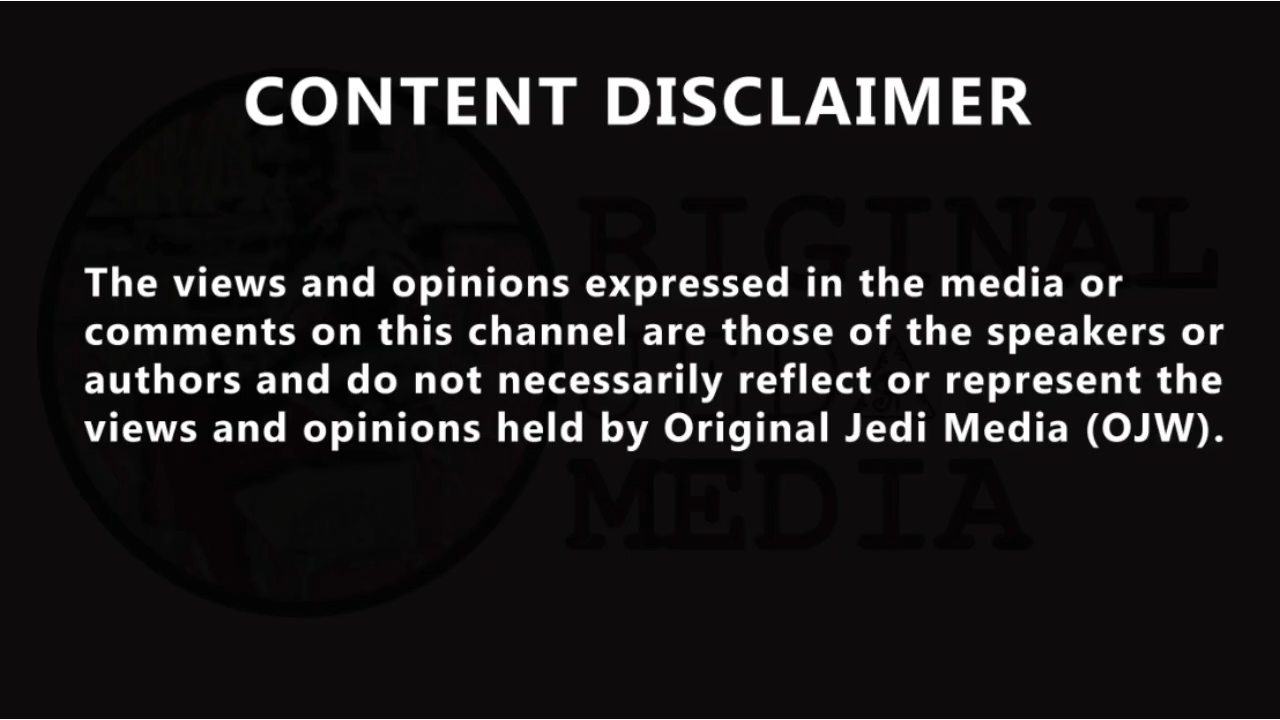 CONTENT DISCLAIMER
RIGINAL
The views and opinions expressed in the media or
comments on this channel are those of the speakers or
authors and do not necessarily reflect or represent the
views and opinions held by Original Jedi Media (OJW).
MEDIA